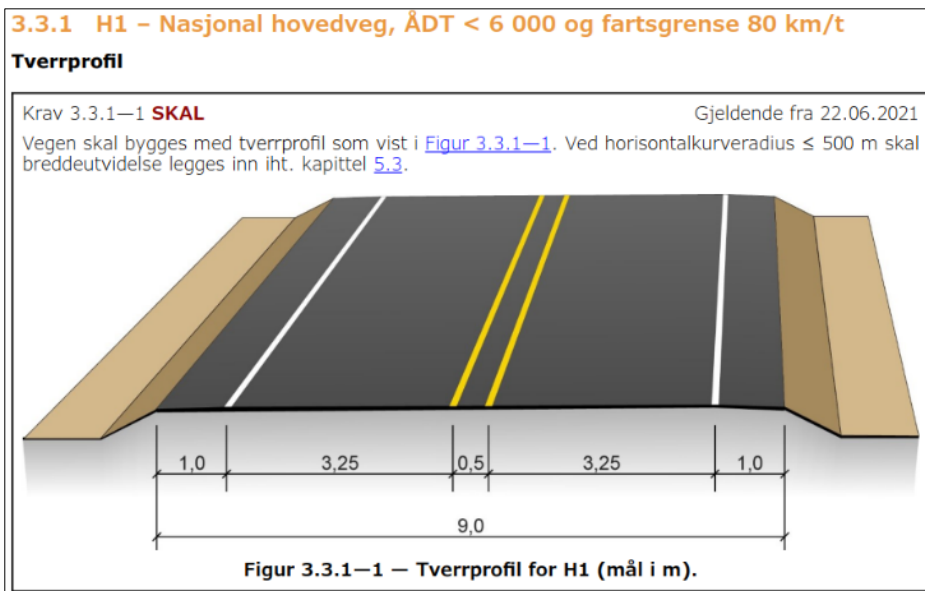 3.3.1 H1 – Nasjonal hovedveg, ÅDT < 6 000 og fartsgrense 80 km/t
Tverrprofil
Krav 3.3.1—1 SKAL Gjeldende fra 22.06.2021
Vegen skal bygges med tverrprofil som vist i Figur 3.3.1—1. Ved horisontalkurveradius ≤ 500 m skal
breddeutvidelse legges inn iht. kapittel 5.3.
1,0 3,25 0,5 3,25 1,0
9,0
Figur 3.3.1—1 — Tverrprofil for H1 (mål i m).